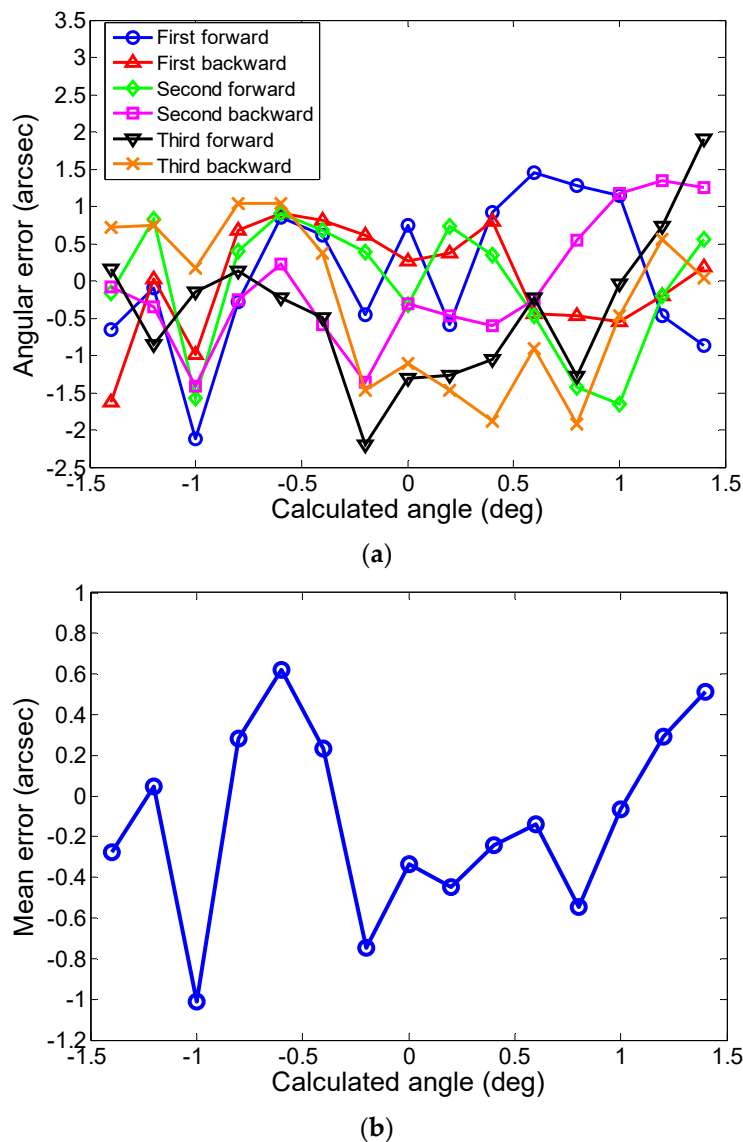 3.5
3
2.5
2
1.5
1
0.5
0
-0.5
-1
-1.5
-2
-2.5
Angular error (arcsec)
First forward
First backward
Second forward
Second backward
Third forward
Third backward
-1.5 -1 -0.5 0 0.5 1 1.5
Calculated angle (deg)
(a)
1
0.8
0.6
0.4
0.2
0
-0.2
-0.4
-0.6
-0.8
-1
-1.2
Mean error (arcsec)
-1.5 -1 -0.5 0 0.5 1 1.5
Calculated angle (deg)
(b)